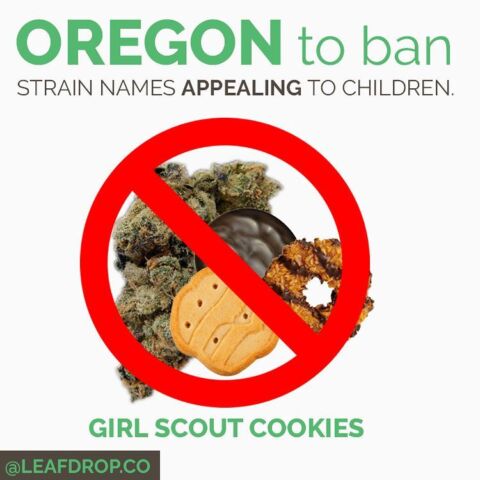 OREGON to ban
STRAIN NAMES APPEALING TO CHILDREN.
GIRL SCOUT COOKIES
@LEAFDROP.CO